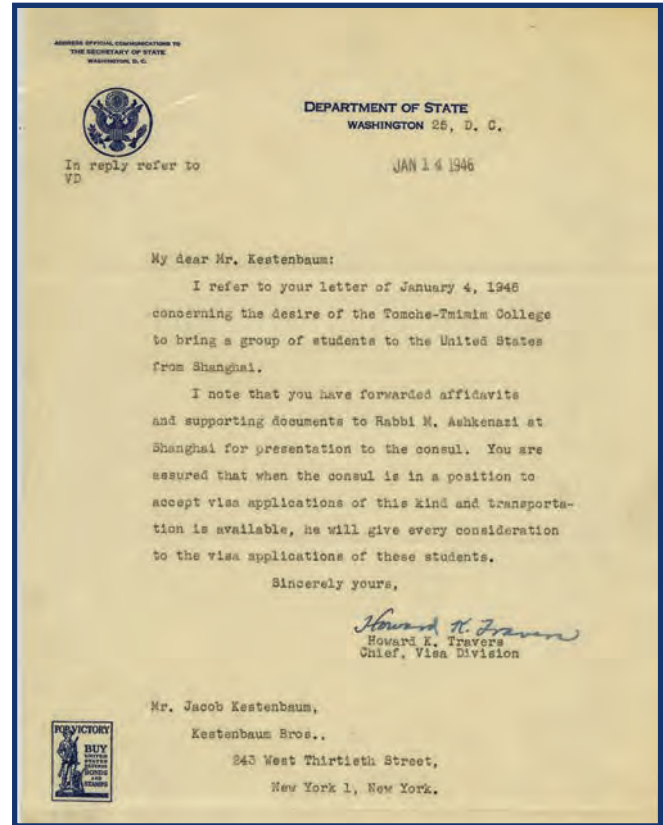 ADDRESS OFFICIAL COMMUNICATIONS TO
THE SECRETARY OF STATE
WASHINGTON, D. C.
DEPARTMENT OF STATE
WASHINGTON 25, D. C.
In reply refer to
VD
JAN 14 1946
My dear Mr. Kestenbaum:
I refer to your letter of January 4, 1946
concerning the desire of the Tomche-Tmimim College
to bring a group of students to the United States
from Shanghai.
I note that you have forwarded affidavits
and supporting documents to Rabbi M. Ashkenazi at
Shanghai for presentation to the consul. You are
assured that when the consul is in a position to
accept visa applications of this kind and transporta-
tion is available, he will give every consideration
to the visa applications of these students.
Sincerely yours,
Howard K. Travers
Howard K. Travers
Chief, Visa Division
Mr. Jacob Kestenbaum,
Kestenbaum Bros.,
243 West Thirtieth Street,
New York 1, New York.
FOR VICTORY
BUY
UNITED
STATES
DEFENSE
BONDS
AND
STAMPS